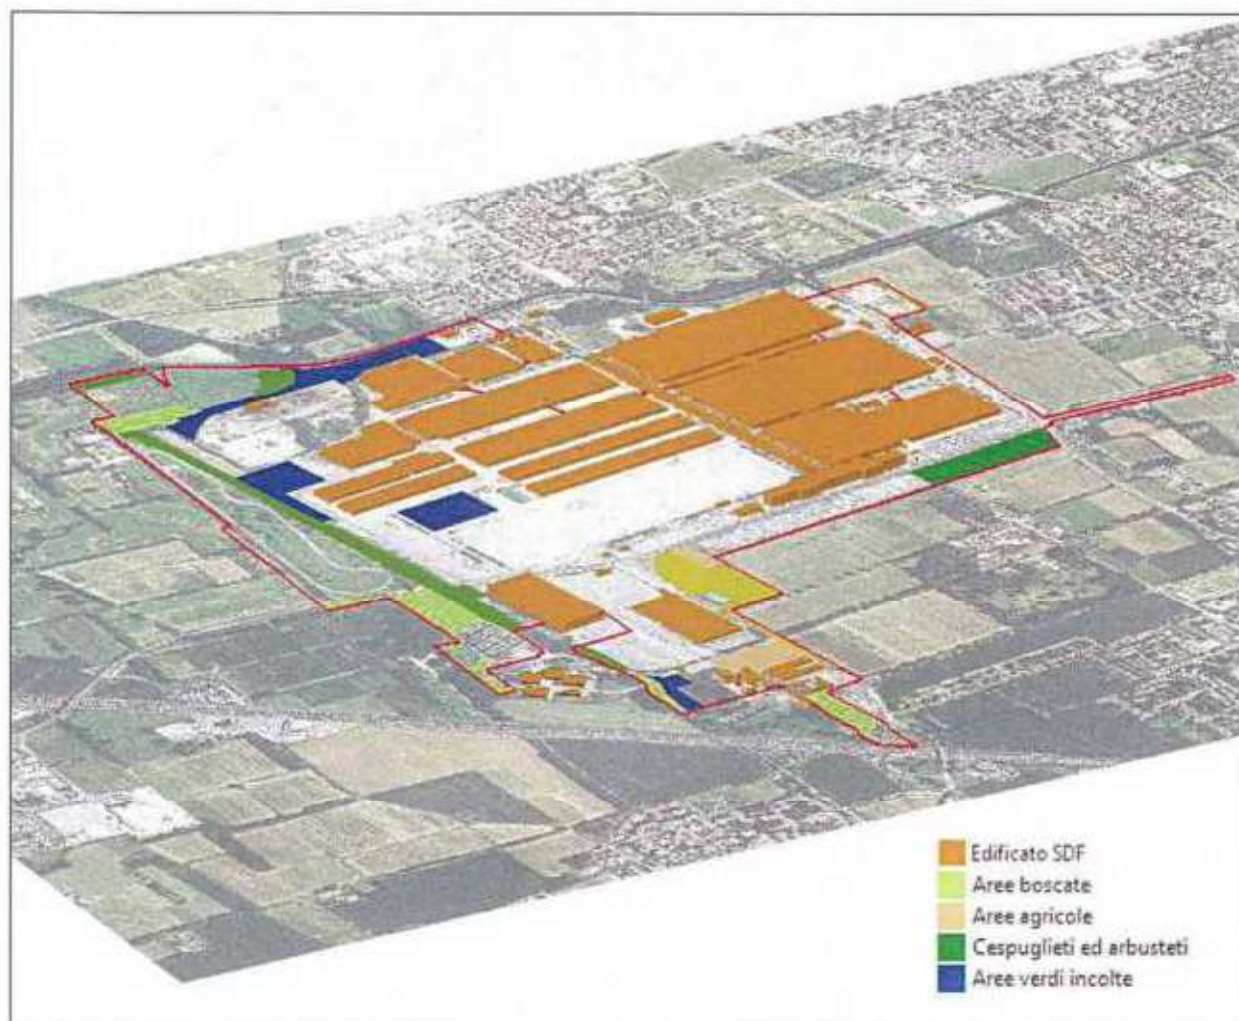 Edificato SDF
Aree boscate
Aree agricole
Cespuglieti ed arbusteti
Aree verdi incolte